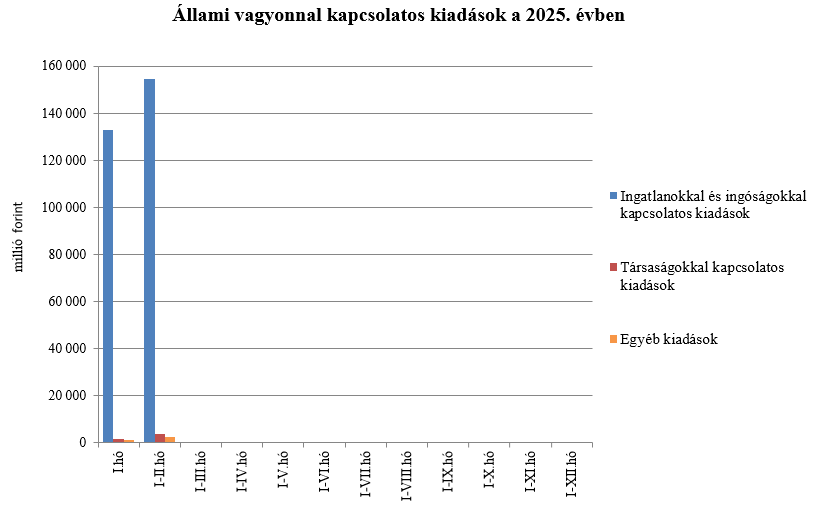 Állami vagyonnal kapcsolatos kiadások a 2025. évben
160 000
140 000
120 000
100 000
80 000
60 000
40 000
20 000
0
millió forint
I.hó
I-II.hó
I-III.hó
I-IV.hó
I-V.hó
I-VI.hó
I-VII.hó
I-VIII.hó
I-IX.hó
I-X.hó
I-XI.hó
I-XII.hó
Ingatlanokkal és ingóságokkal
kapcsolatos kiadások
Társaságokkal kapcsolatos
kiadások
Egyéb kiadások